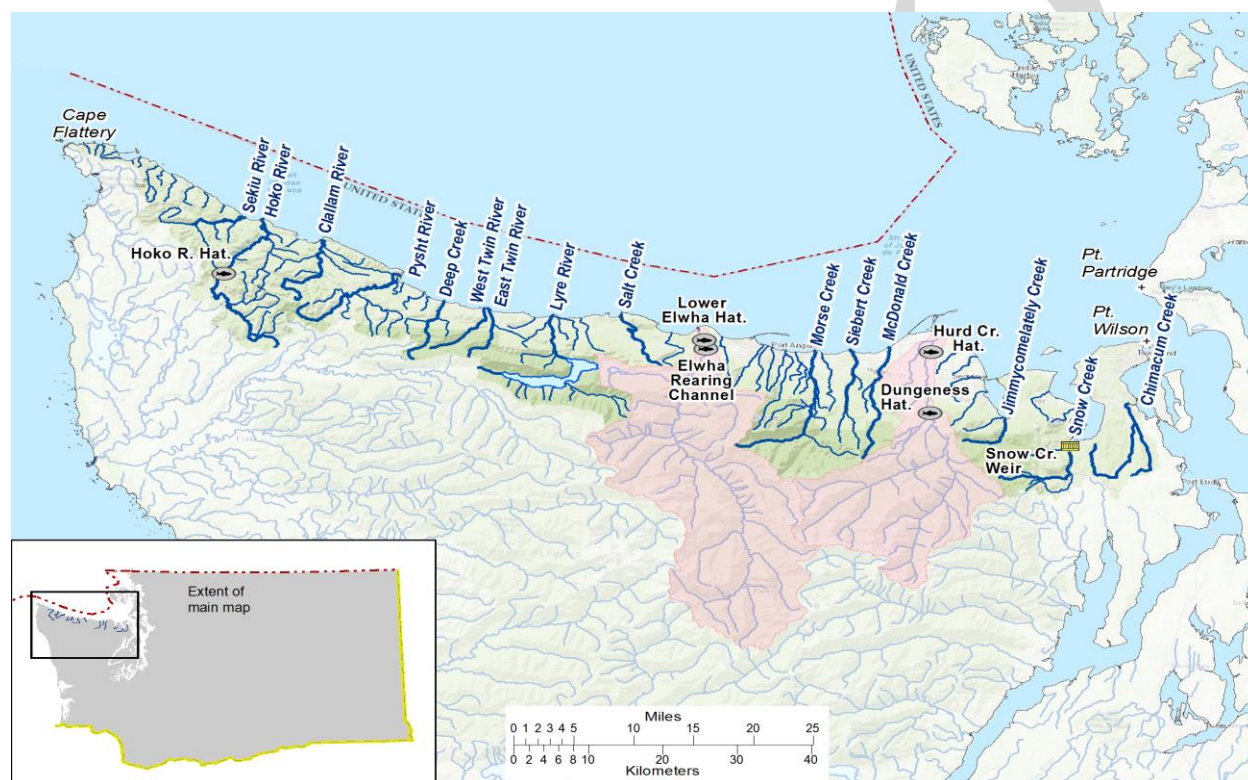 Cape
Flattery
Sekiu River
Hoko River
Clallam River
UNITED STATES
Pysht River
Deep Creek
West Twin River
East Twin River
Lyre River
Salt Creek
Hoko R. Hat.
Lower
Elwha Hat.
Elwha
Rearing
Channel
Port Ang
Morse Creek
Siebert Creek
McDonald Creek
UNITED STATES
Hurd Cr.
Hat.
Dungeness
Hat.
Jimmycomelately Creek
Snow Creek
Snow Cr.
Weir
Chimacum Creek
Pt.
Partridge
Pt.
Wilson
Extent of
main map
Miles
0 1 2 3 4 5 10 15 20 25
0 2 4 6 8 10 20 30 40
Kilometers